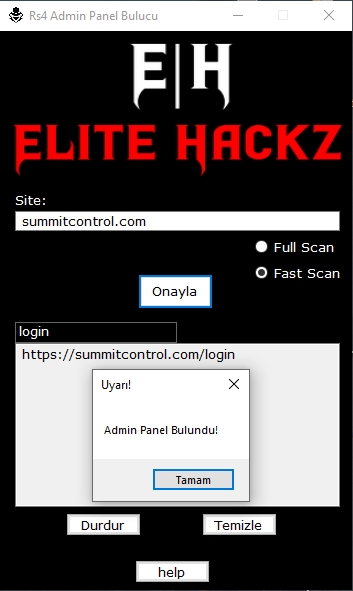 Rs4 Admin Panel Bulucu
E|H
ELITE HACKZ
Site:
summitcontrol.com
Full Scan
Fast Scan
Onayla
login
https://summitcontrol.com/login
Uyarı!
Admin Panel Bulundu!
Tamam
Durdur
Temizle
help